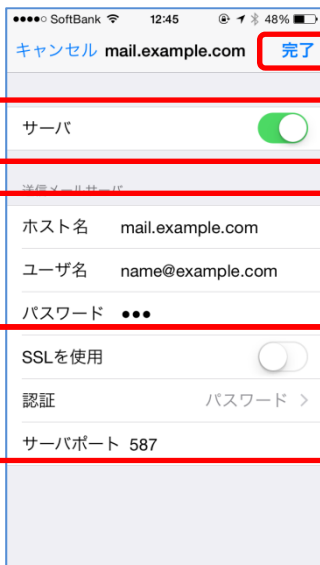 SoftBank 12:45 48%
キャンセル mail.example.com 完了
サーバ
送信メールサーバ
ホスト名 mail.example.com
ユーザ名 name@example.com
パスワード ●●●
SSLを使用
認証 パスワード >
サーバポート 587